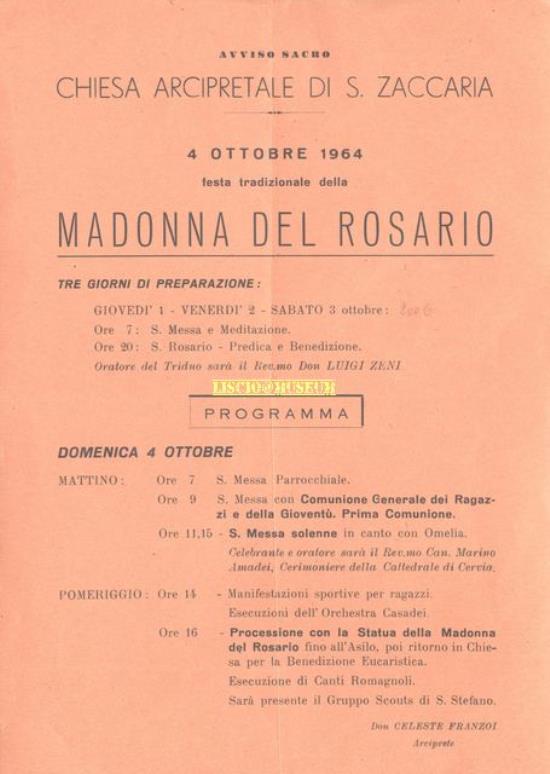 AVVISO SACRO
CHIESA ARCIPRETALE DI S. ZACCARIA
4 OTTOBRE 1964
festa tradizionale della
MADONNA DEL ROSARIO
TRE GIORNI DI PREPARAZIONE:
GIOVEDI' 1 - VENERDI' 2 - SABATO 3 ottobre:
Ore 7: S. Messa e Meditazione.
Ore 20: S. Rosario - Predica e Benedizione.
Oratore del Triduo sarà il Rev.mo Don LUIGI ZENI
LISCIO@MUSEUM
PROGRAMMA
DOMENICA 4 OTTOBRE
MATTINO: Ore 7 S. Messa Parrocchiale.
Ore 9 S. Messa con Comunione Generale dei Ragaz-
zi e della Gioventù. Prima Comunione.
Ore 11,15 - S. Messa solenne in canto con Omelia.
Celebrante e oratore sarà il Rev.mo Can. Marino
Amadei, Cerimoniere della Cattedrale di Cervia.
POMERIGGIO: Ore 14 - Manifestazioni sportive per ragazzi.
Esecuzioni dell'Orchestra Casadei.
Ore 16 - Processione con la Statua della Madonna
del Rosario fino all'Asilo, poi ritorno in Chie-
sa per la Benedizione Eucaristica.
Esecuzione di Canti Romagnoli.
Sarà presente il Gruppo Scouts di S. Stefano.
Don CELESTE FRANZOI
Arciprete